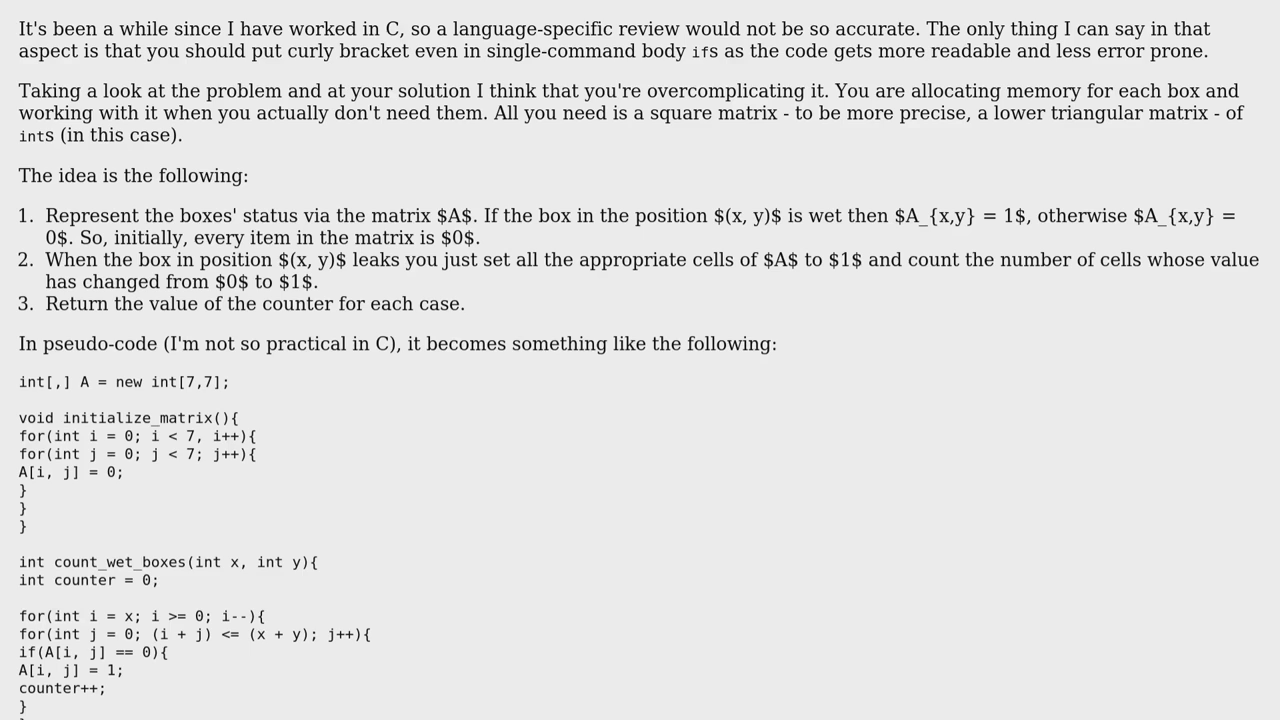 It's been a while since I have worked in C, so a language-specific review would not be so accurate. The only thing I can say in that
aspect is that you should put curly bracket even in single-command body ifs as the code gets more readable and less error prone.
Taking a look at the problem and at your solution I think that you're overcomplicating it. You are allocating memory for each box and
working with it when you actually don't need them. All you need is a square matrix - to be more precise, a lower triangular matrix - of
ints (in this case).
The idea is the following:
1. Represent the boxes' status via the matrix $A$. If the box in the position $(x, y)$ is wet then $A_{x,y} = 1$, otherwise $A_{x,y} =
0$. So, initially, every item in the matrix is $0$.
2. When the box in position $(x, y)$ leaks you just set all the appropriate cells of $A$ to $1$ and count the number of cells whose value
has changed from $0$ to $1$.
3. Return the value of the counter for each case.
In pseudo-code (I'm not so practical in C), it becomes something like the following:
int[,] A = new int[7,7];
void initialize_matrix(){
for(int i = 0; i < 7, i++){
for(int j = 0; j < 7; j++){
A[i, j] = 0;
}
}
}
int count_wet_boxes(int x, int y){
int counter = 0;
for(int i = x; i >= 0; i--){
for(int j = 0; (i + j) <= (x + y); j++){
if(A[i, j] == 0){
A[i, j] = 1;
counter++;
}